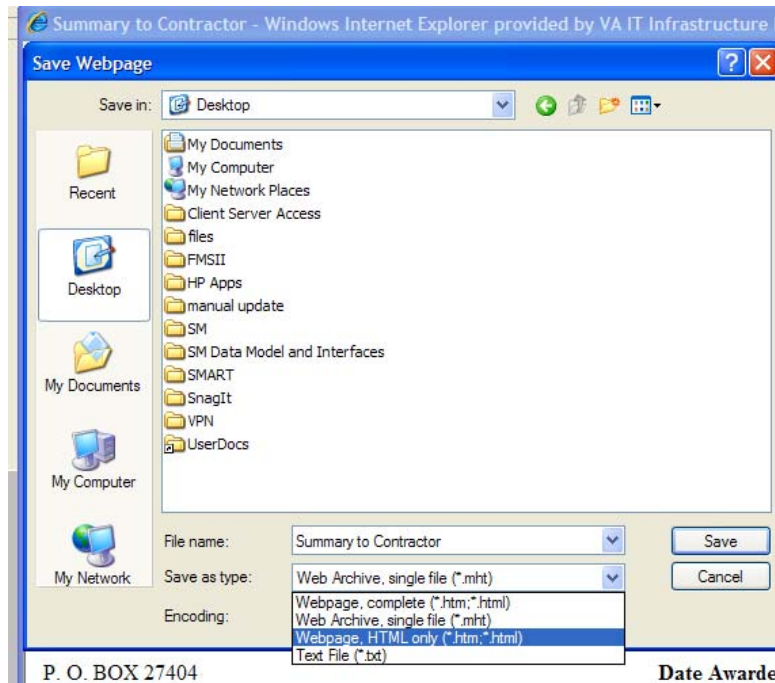 Summary to Contractor - Windows Internet Explorer provided by VA IT Infrastructure
Save Webpage
Save in: Desktop
My Documents
My Computer
My Network Places
Client Server Access
files
FMSII
HP Apps
manual update
SM
SM Data Model and Interfaces
SMART
SnagIt
VPN
UserDocs
Recent
Desktop
My Documents
My Computer
My Network
File name: Summary to Contractor Save
Save as type: Web Archive, single file (*.mht) Cancel
Encoding:
Webpage, complete (*.htm;*.html)
Web Archive, single file (*.mht)
Webpage, HTML only (*.htm;*.html)
Text File (*.txt)
P. O. BOX 27404 Date Awarde